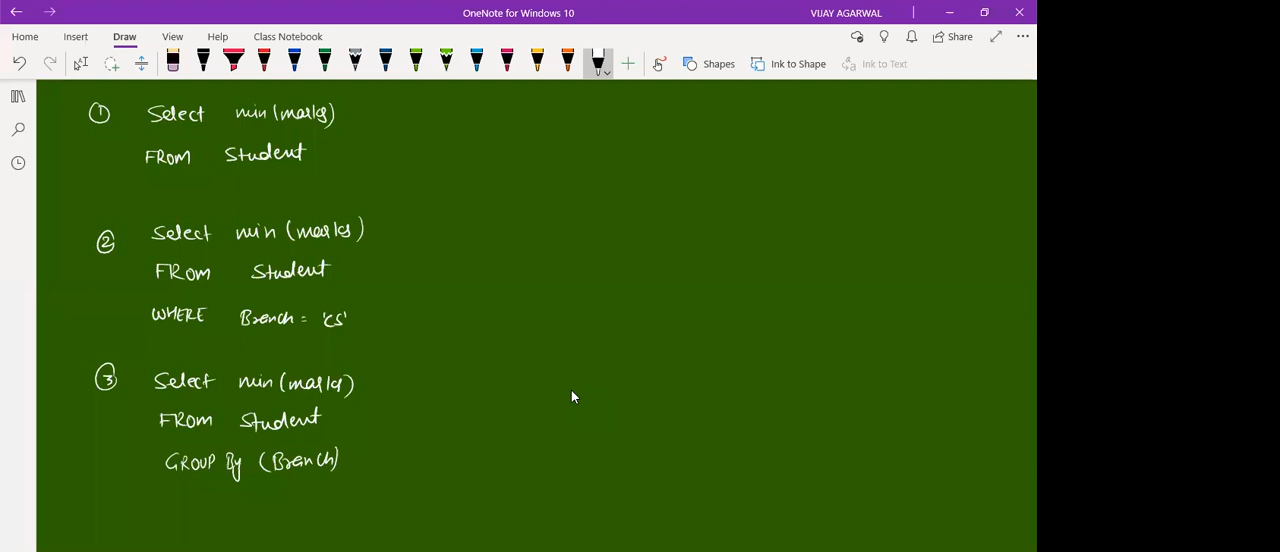 OneNote for Windows 10
VIJAY AGARWAL
Home Insert Draw View Help Class Notebook
Share
Shapes Ink to Shape Ink to Text
① Select min(marks)
FROM Student
② Select min (marks)
FROM Student
WHERE Branch = 'CS'
③ Select min(marks)
FROM Student
GROUP By (Branch)